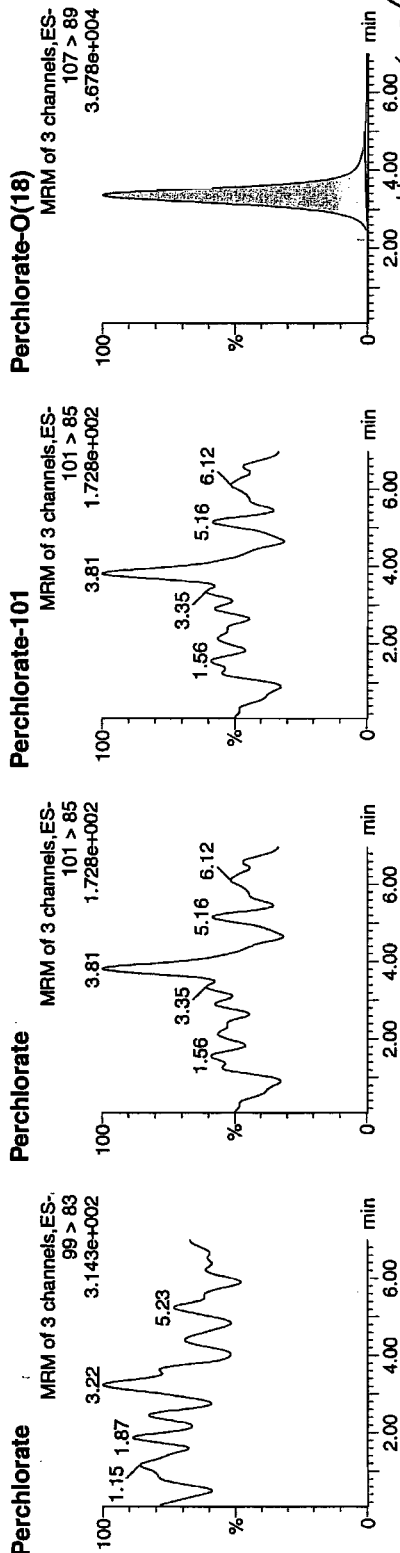 Perchlorate
MRM of 3 channels,ES-
99 > 83
3.143e+002
100
%
0
1.15
1.87
3.22
5.23
2.00
4.00
6.00
min
Perchlorate
MRM of 3 channels,ES-
101 > 85
1.728e+002
100
%
0
1.56
3.35
3.81
5.16
6.12
2.00
4.00
6.00
min
Perchlorate-101
MRM of 3 channels,ES-
101 > 85
1.728e+002
100
%
0
1.56
3.35
3.81
5.16
6.12
2.00
4.00
6.00
min
Perchlorate-O(18)
MRM of 3 channels,ES-
107 > 89
3.678e+004
100
%
0
2.00
4.00
6.00
min